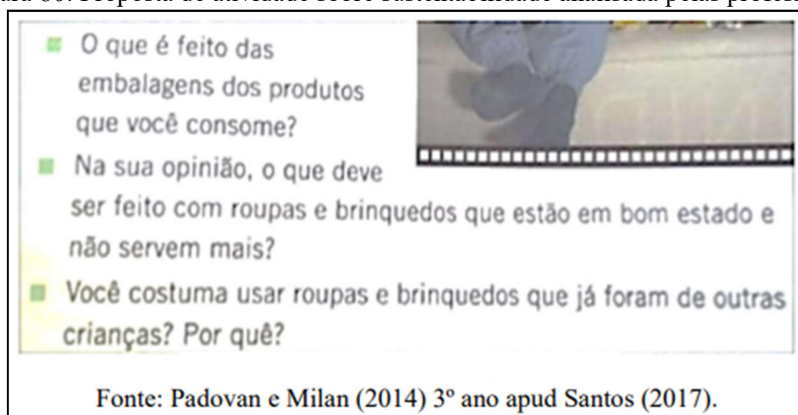 O que é feito das
embalagens dos produtos
que você consome?
Na sua opinião, o que deve
ser feito com roupas e brinquedos que estão em bom estado e
não servem mais?
Você costuma usar roupas e brinquedos que já foram de outras
crianças? Por quê?
Fonte: Padovan e Milan (2014) 3º ano apud Santos (2017).